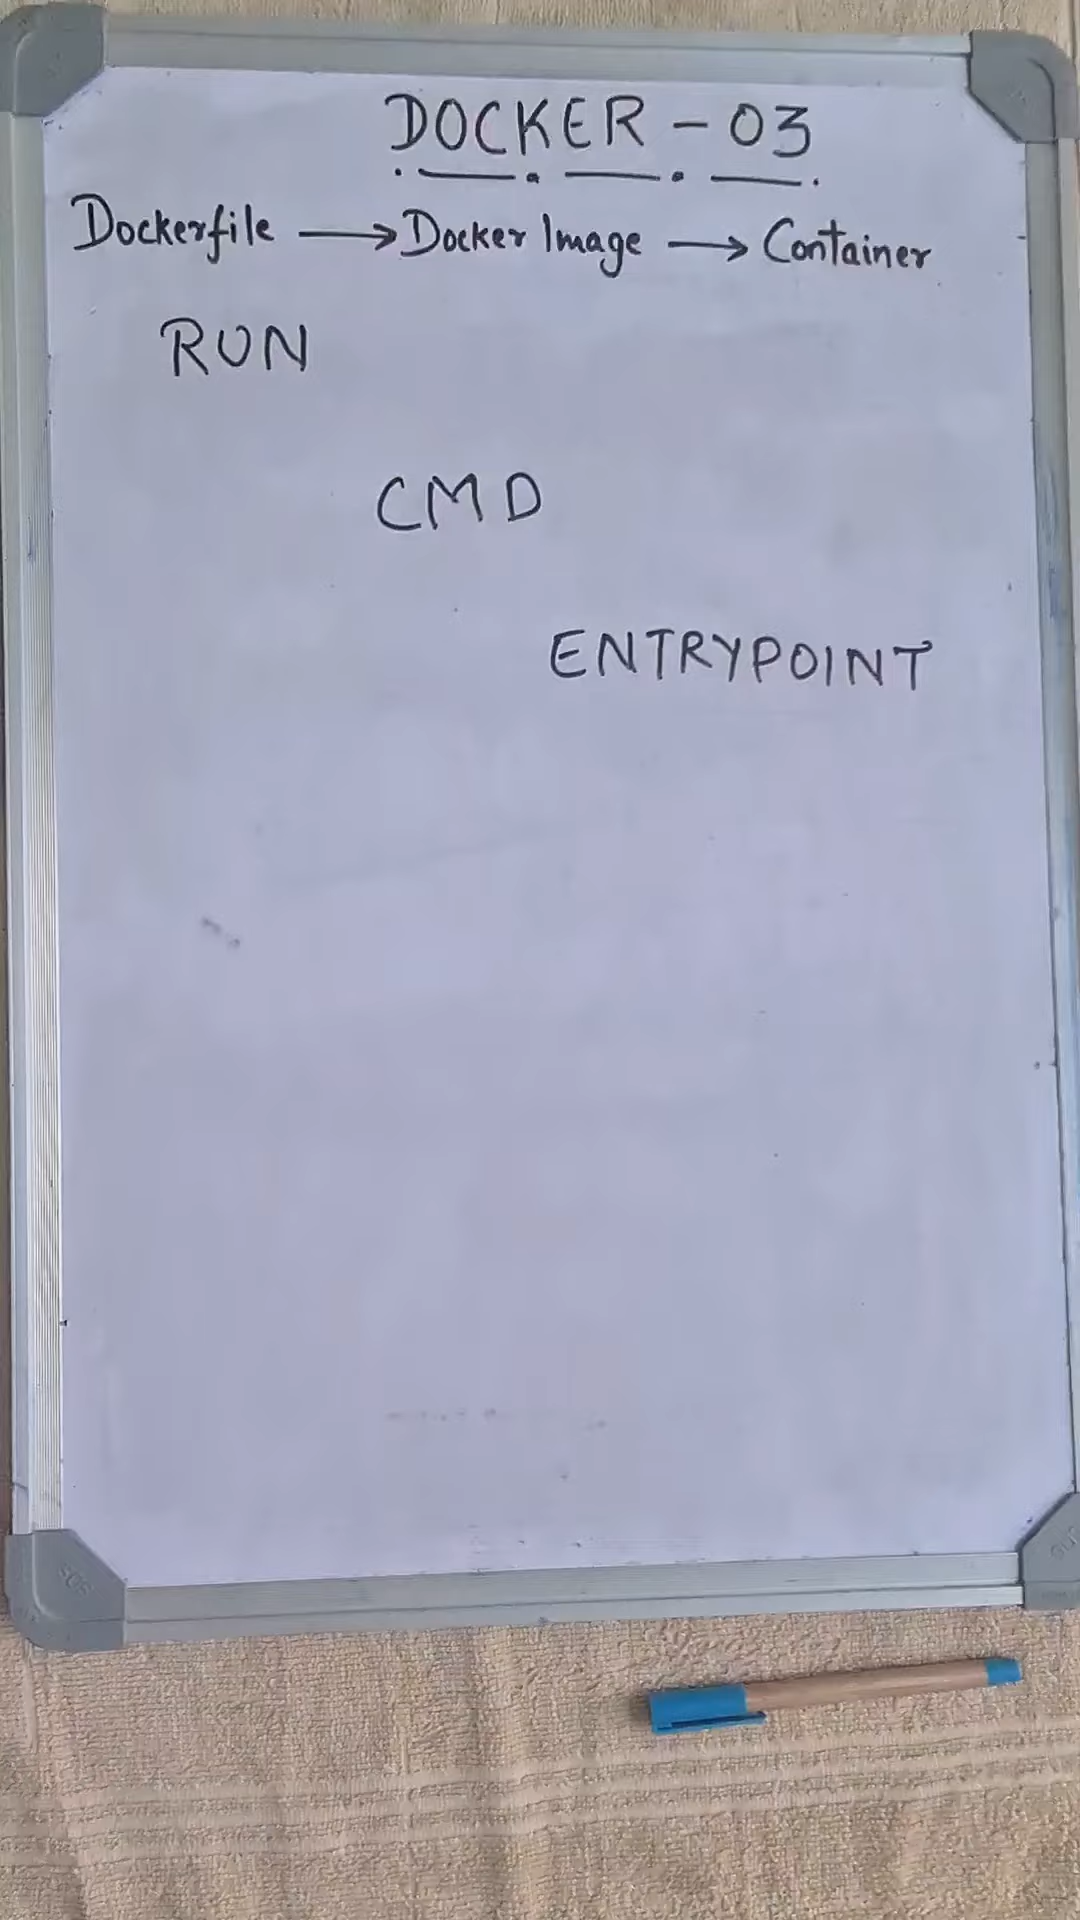 DOCKER - 03
Dockerfile → Docker Image → Container
RUN
CMD
ENTRYPOINT